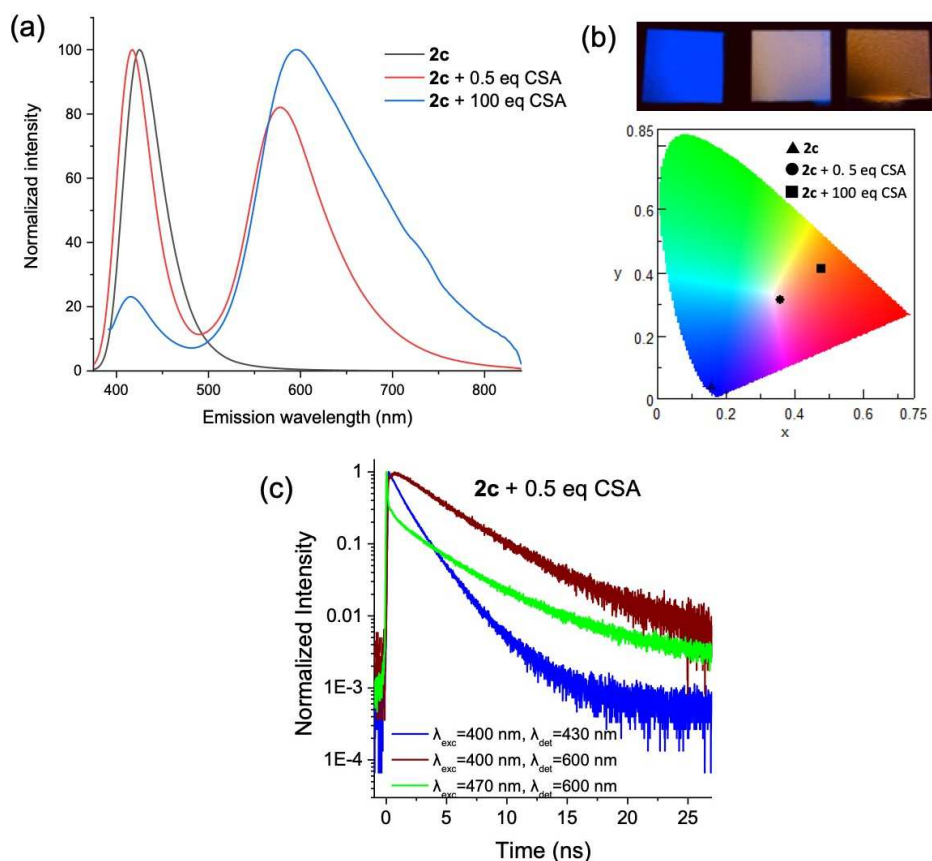 (a)
100
80
60
40
20
0
400 500 600 700 800
Normalizad intensity
Emission wavelength (nm)
2c
2c + 0.5 eq CSA
2c + 100 eq CSA
(b)
0.85
0.6
0.4
0.2
0
y
0 0.2 0.4 0.6 0.75
x
2c
2c + 0. 5 eq CSA
2c + 100 eq CSA
(c)
2c + 0.5 eq CSA
1
0.1
0.01
1E-3
1E-4
Normalized Intensity
λexc=400 nm, λdet=430 nm
λexc=400 nm, λdet=600 nm
λexc=470 nm, λdet=600 nm
0 5 10 15 20 25
Time (ns)